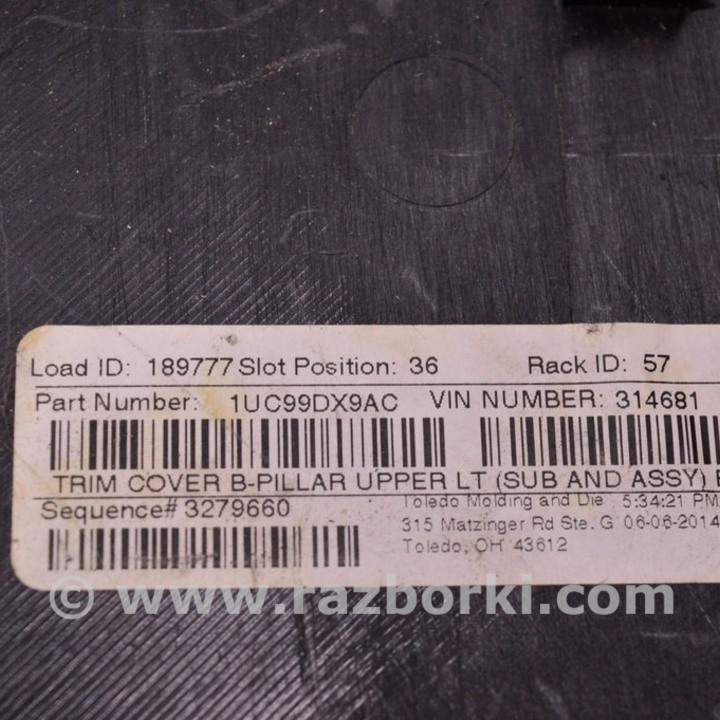 Load ID: 189777 Slot Position: 36 Rack ID: 57
Part Number: 1UC99DX9AC VIN NUMBER: 314681
TRIM COVER B-PILLAR UPPER LT (SUB AND ASSY)
Sequence# 3279660 Toledo Molding and Die 5:34:21 PM
315 Matzinger Rd Ste. G 06-06-2014
Toledo, OH 43612
© www.razborki.com